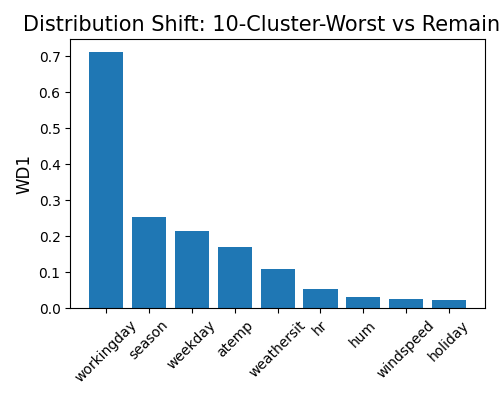 Distribution Shift: 10-Cluster-Worst vs Remain
WD1
0.7
0.6
0.5
0.4
0.3
0.2
0.1
0.0
workingday
season
weekday
atemp
weathersit
hr
hum
windspeed
holiday